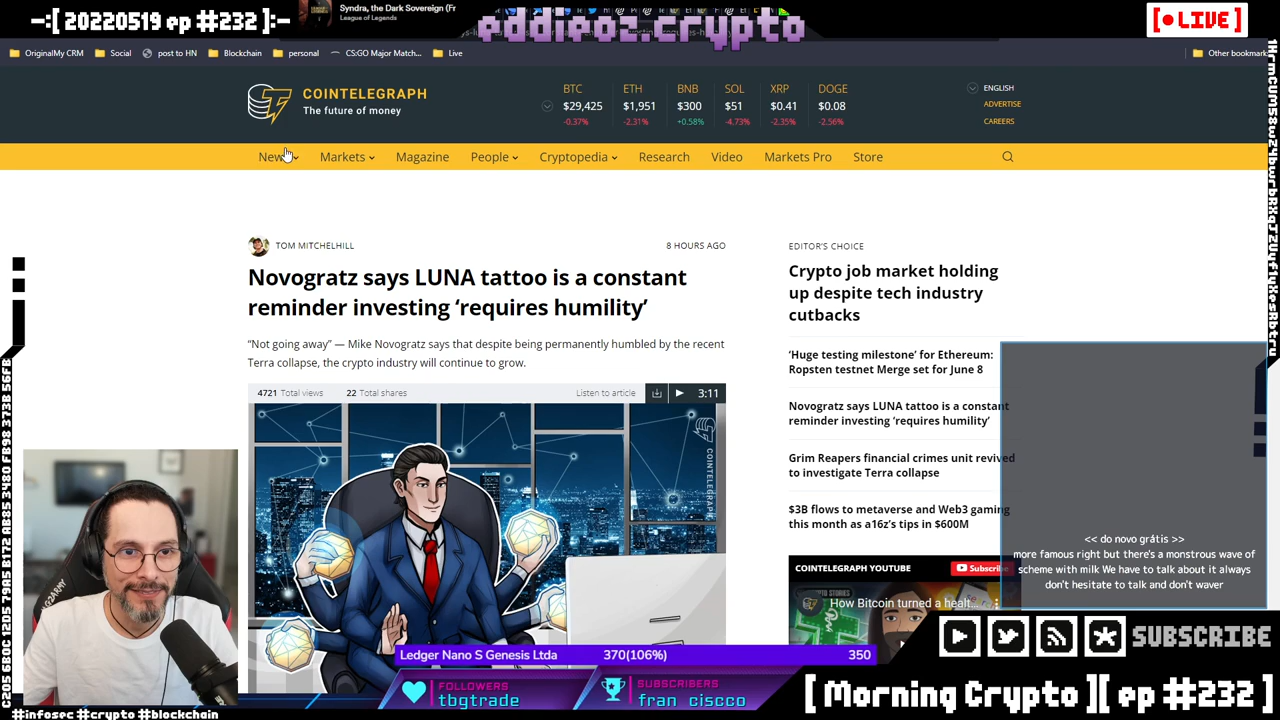 -:[ 20220519 ep #232 ]:-
Syndra, the Dark Sovereign (Fr
League of Legends
eddieoz.crypto
[ LIVE ]
OriginalMy CRM
Social
post to HN
Blockchain
personal
CS:GO Major Match...
Live
Other bookmark
COINTELEGRAPH
The future of money
BTC
$29,425
-0.37%
ETH
$1,951
-2.31%
BNB
$300
+0.58%
SOL
$51
-4.73%
XRP
$0.41
-2.35%
DOGE
$0.08
-2.56%
ENGLISH
ADVERTISE
CAREERS
News Markets Magazine People Cryptopedia Research Video Markets Pro Store
TOM MITCHELHILL
8 HOURS AGO
Novogratz says LUNA tattoo is a constant
reminder investing ‘requires humility’
“Not going away” — Mike Novogratz says that despite being permanently humbled by the recent
Terra collapse, the crypto industry will continue to grow.
4721 Total views
22 Total shares
Listen to article
3:11
COINTELEGRAPH
EDITOR'S CHOICE
Crypto job market holding
up despite tech industry
cutbacks
‘Huge testing milestone’ for Ethereum:
Ropsten testnet Merge set for June 8
Novogratz says LUNA tattoo is a constant
reminder investing ‘requires humility’
Grim Reapers financial crimes unit revived
to investigate Terra collapse
$3B flows to metaverse and Web3 gaming
this month as a16z’s tips in $600M
COINTELEGRAPH YOUTUBE
Subscribe
How Bitcoin turned a healt...
<< do novo grátis >>
more famous right but there's a monstrous wave of
scheme with milk We have to talk about it always
don't hesitate to talk and don't waver
Ledger Nano S Genesis Ltda
370(106%)
350
FOLLOWERS
tbgtrade
SUBSCRIBERS
fran_ciscco
SUBSCRIBE
[ Morning Crypto ][ ep #232 ]
#infosec #crypto #blockchain